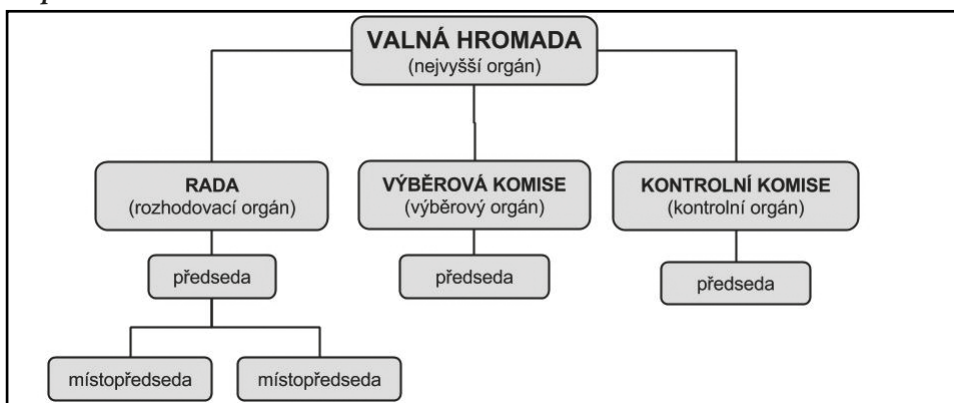 VALNÁ HROMADA
(nejvyšší orgán)
RADA
(rozhodovací orgán)
VÝBĚROVÁ KOMISE
(výběrový orgán)
KONTROLNÍ KOMISE
(kontrolní orgán)
předseda
předseda
předseda
místopředseda
místopředseda